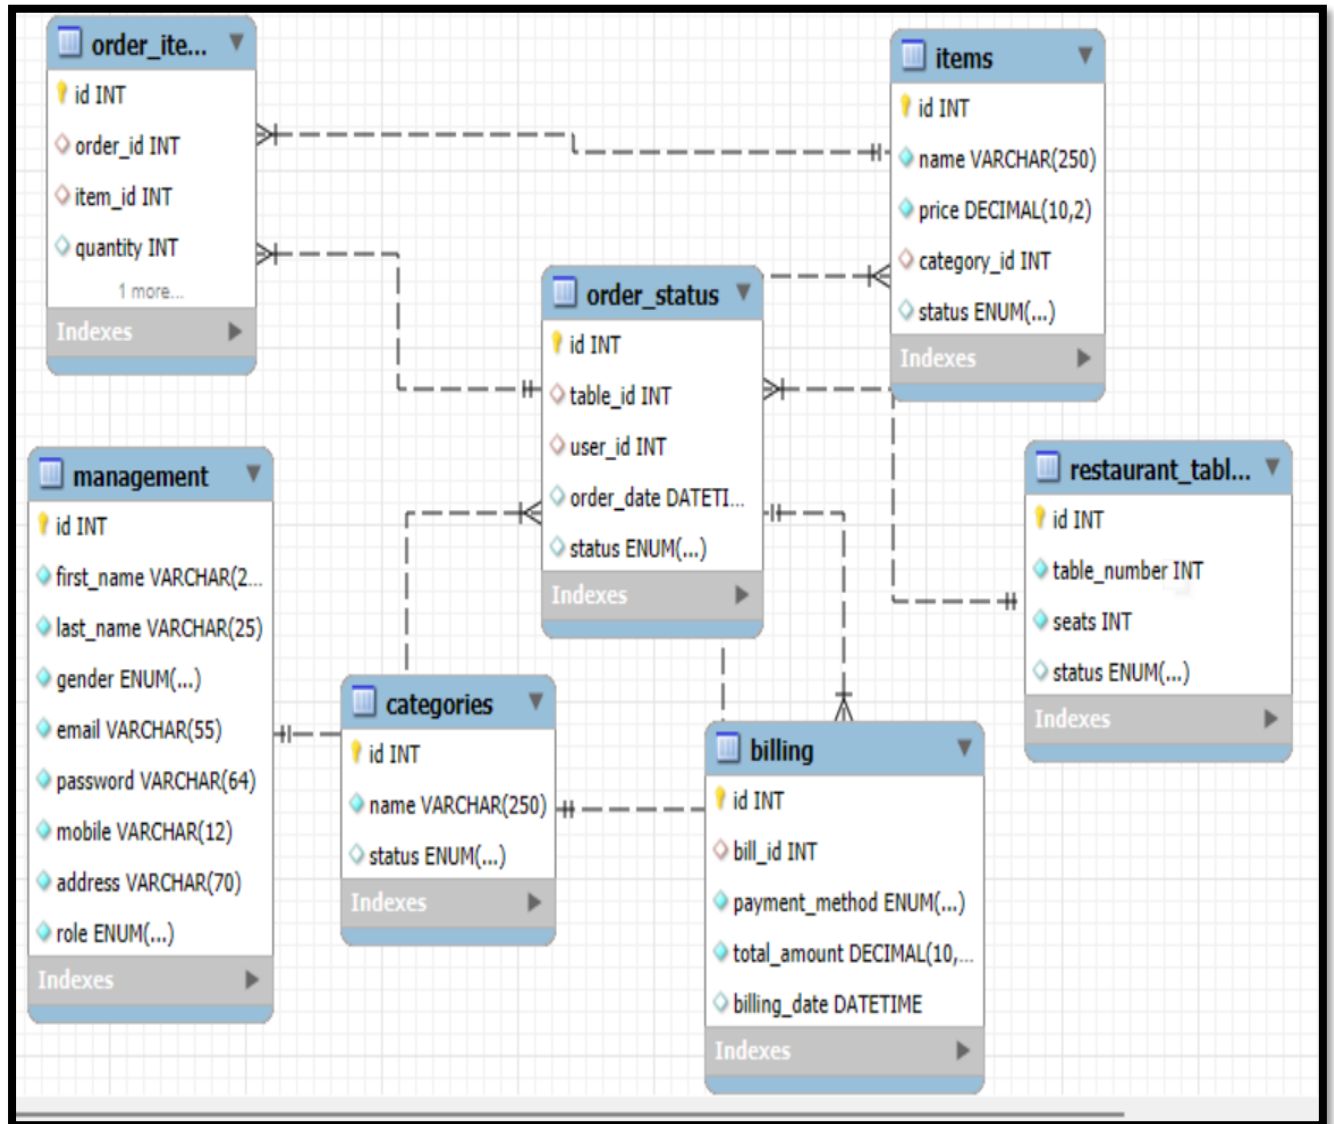 order_ite...
id INT
order_id INT
item_id INT
quantity INT
1 more...
Indexes
items
id INT
name VARCHAR(250)
price DECIMAL(10,2)
category_id INT
status ENUM(...)
Indexes
order_status
id INT
table_id INT
user_id INT
order_date DATETI...
status ENUM(...)
Indexes
management
id INT
first_name VARCHAR(2...
last_name VARCHAR(25)
gender ENUM(...)
email VARCHAR(55)
password VARCHAR(64)
mobile VARCHAR(12)
address VARCHAR(70)
role ENUM(...)
Indexes
restaurant_tabl...
id INT
table_number INT
seats INT
status ENUM(...)
Indexes
categories
id INT
name VARCHAR(250)
status ENUM(...)
Indexes
billing
id INT
bill_id INT
payment_method ENUM(...)
total_amount DECIMAL(10,...
billing_date DATETIME
Indexes